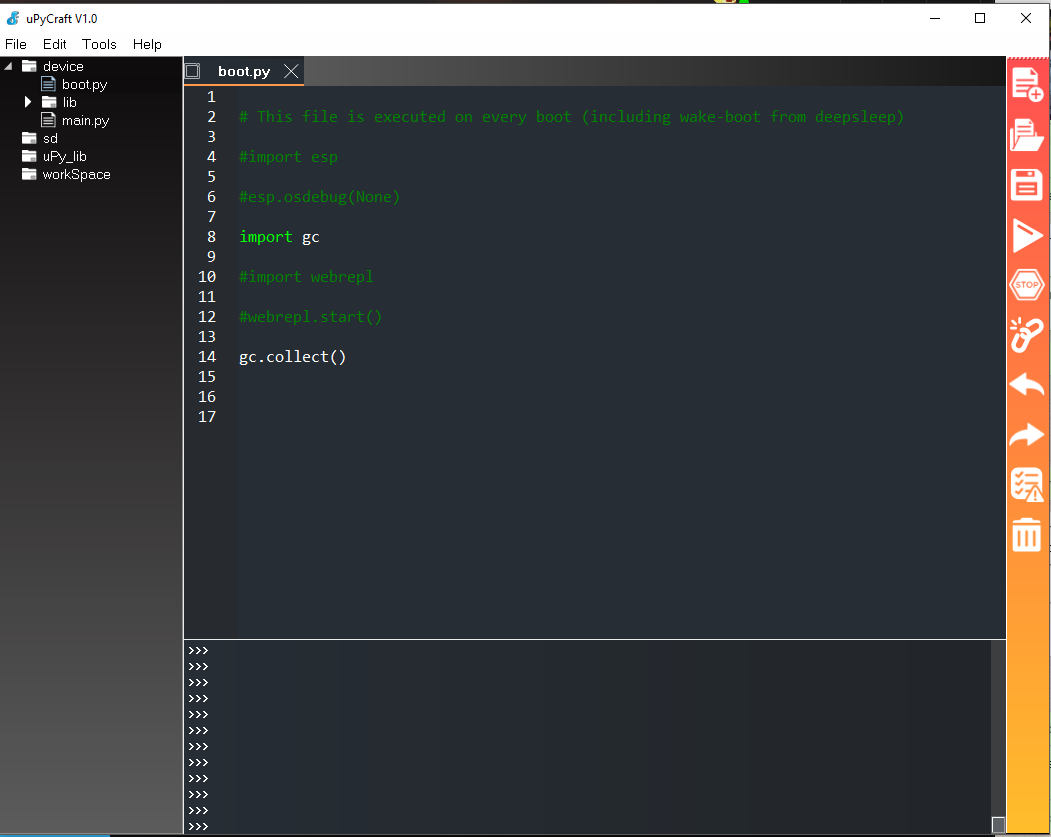 uPyCraft V1.0
File Edit Tools Help
device
boot.py
lib
main.py
sd
uPy_lib
workSpace
boot.py
1
2 # This file is executed on every boot (including wake-boot from deepsleep)
3
4 #import esp
5
6 #esp.osdebug(None)
7
8 import gc
9
10 #import webrepl
11
12 #webrepl.start()
13
14 gc.collect()
15
16
17
>>>
>>>
>>>
>>>
>>>
>>>
>>>
>>>
>>>
>>>
>>>
>>>
STOP